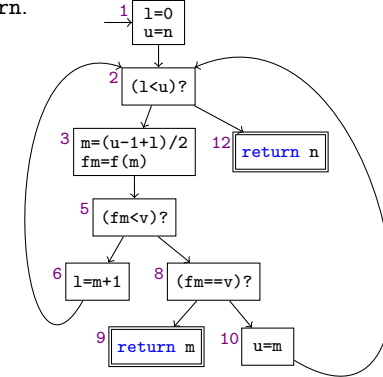 rn.
1 l=0
u=n
2 (l<u)?
3 m=(u-1+l)/2
fm=f(m)
12 return n
5 (fm<v)?
6 l=m+1
8 (fm==v)?
9 return m
10 u=m